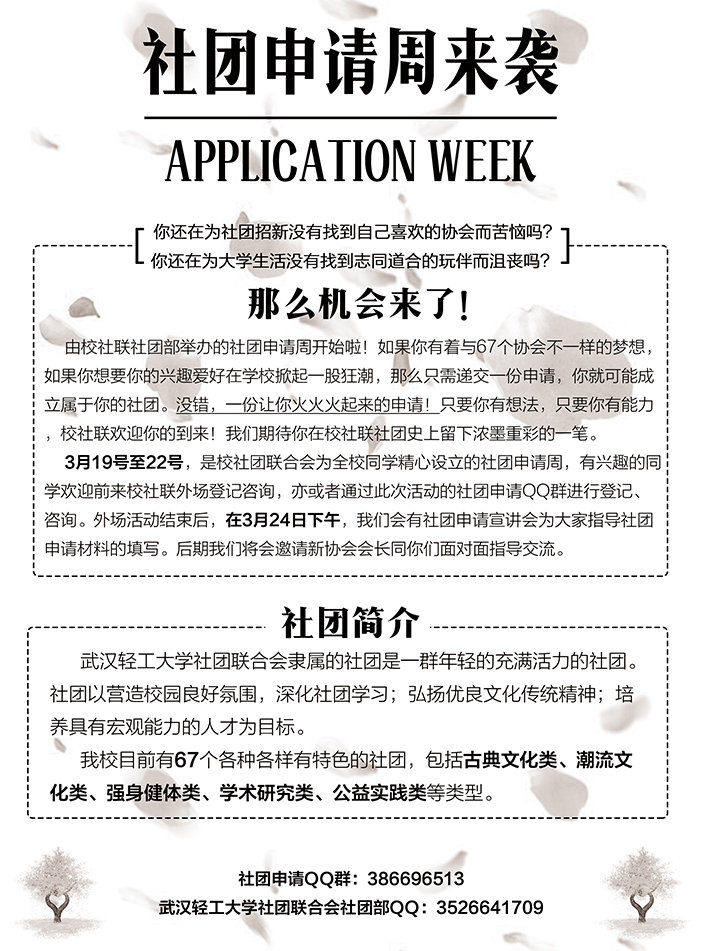 社团申请周来袭
APPLICATION WEEK
你还在为社团招新没有找到自己喜欢的协会而苦恼吗？
你还在为大学生活没有找到志同道合的玩伴而沮丧吗？
那么机会来了！
由校社联社团部举办的社团申请周开始啦！如果你有着与67个协会不一样的梦想，
如果你想要你的兴趣爱好在学校掀起一股狂潮，那么只需递交一份申请，你就可能成
立属于你的社团。没错，一份让你火火火起来的申请！只要你有想法，只要你有能力
，校社联欢迎你的到来！我们期待你在校社联社团史上留下浓墨重彩的一笔。
3月19号至22号，是校社团联合会为全校同学精心设立的社团申请周，有兴趣的同
学欢迎前来校社联外场登记咨询，亦或者通过此次活动的社团申请QQ群进行登记、
咨询。外场活动结束后，在3月24日下午，我们会有社团申请宣讲会为大家指导社团
申请材料的填写。后期我们将会邀请新协会会长同你们面对面指导交流。
社团简介
武汉轻工大学社团联合会隶属的社团是一群年轻的充满活力的社团。
社团以营造校园良好氛围，深化社团学习；弘扬优良文化传统精神；培
养具有宏观能力的人才为目标。
我校目前有67个各种各样有特色的社团，包括古典文化类、潮流文
化类、强身健体类、学术研究类、公益实践类等类型。
社团申请QQ群：386696513
武汉轻工大学社团联合会社团部QQ：3526641709